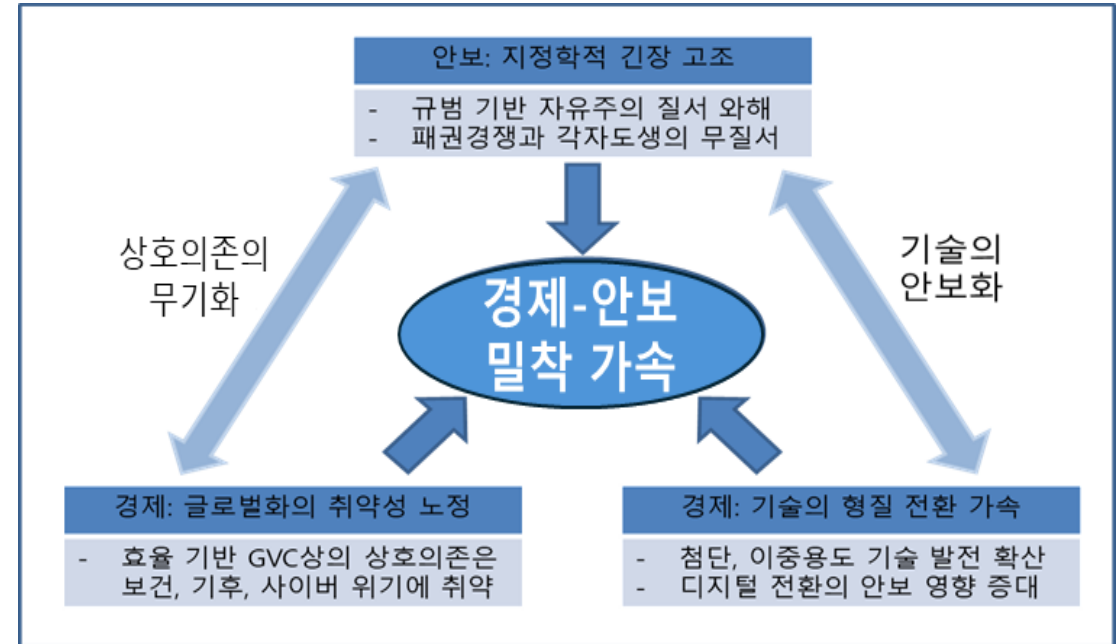 안보: 지정학적 긴장 고조
- 규범 기반 자유주의 질서 와해
- 패권경쟁과 각자도생의 무질서
상호의존의
무기화
기술의
안보화
경제-안보
밀착 가속
경제: 글로벌화의 취약성 노정
- 효율 기반 GVC상의 상호의존은
보건, 기후, 사이버 위기에 취약
경제: 기술의 형질 전환 가속
- 첨단, 이중용도 기술 발전 확산
- 디지털 전환의 안보 영향 증대